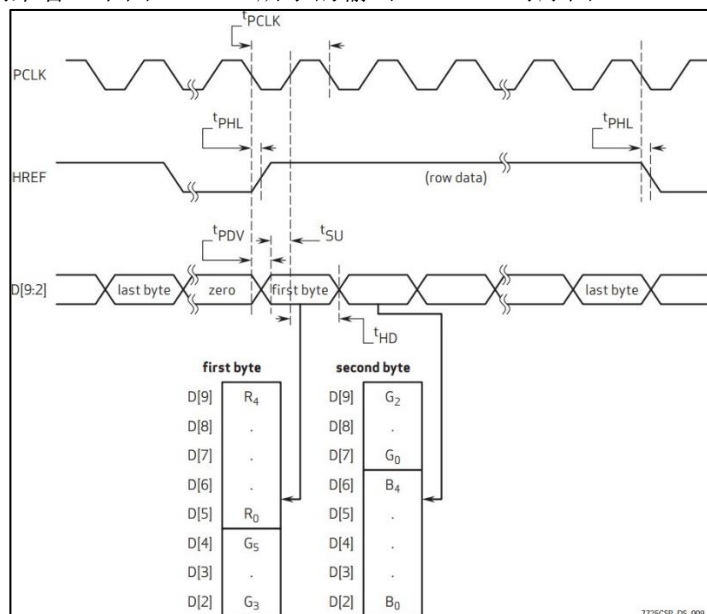 tPCLK
PCLK
tPHL
tPHL
HREF
(row data)
tPDV
tSU
D[9:2]
last byte
zero
first byte
last byte
tHD
first byte
second byte
D[9] R4
D[9] G2
D[8] .
D[8] .
D[7] .
D[7] G0
D[6] .
D[6] B4
D[5] R0
D[5] .
D[4] G5
D[4] .
D[3] .
D[3] .
D[2] G3
D[2] B0